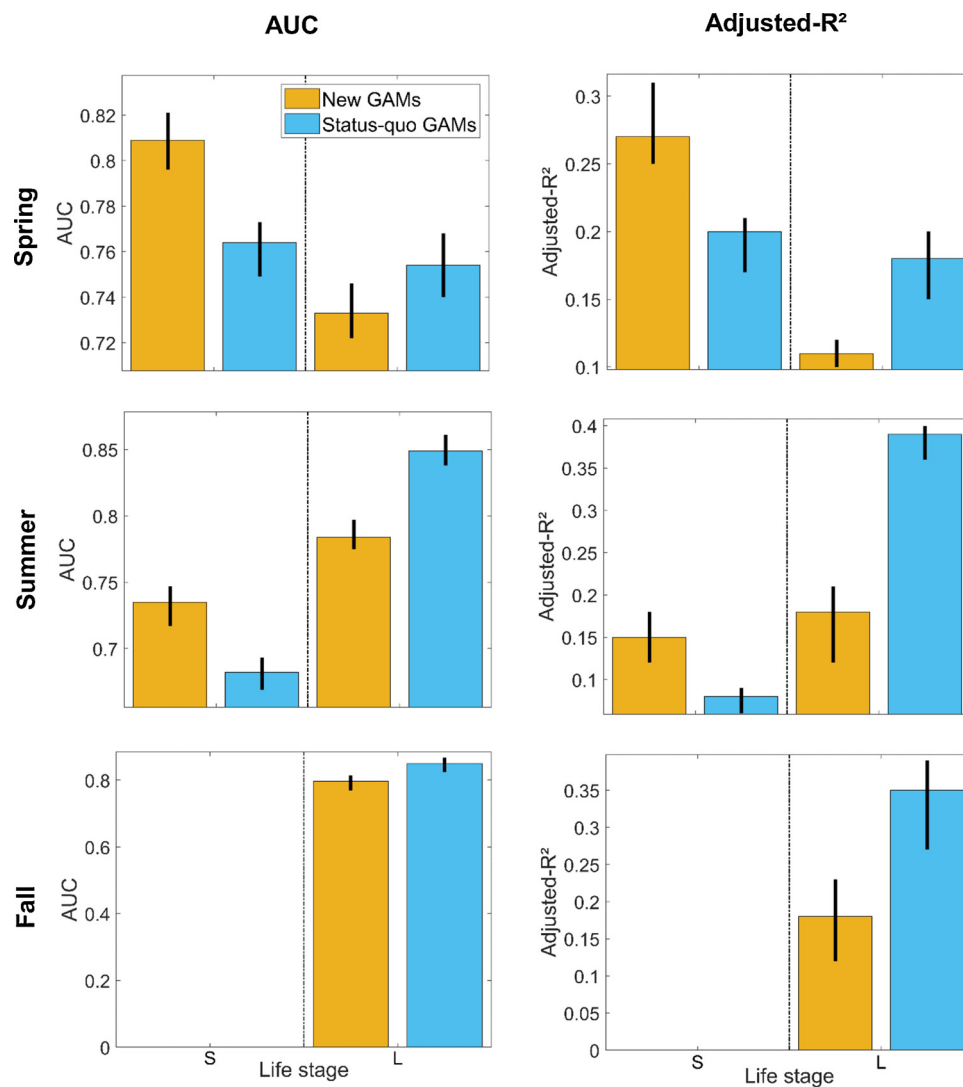 AUC
Adjusted-R²
Spring
AUC
0.82
0.8
0.78
0.76
0.74
0.72
New GAMs
Status-quo GAMs
Adjusted-R²
0.3
0.25
0.2
0.15
0.1
Summer
AUC
0.85
0.8
0.75
0.7
Adjusted-R²
0.4
0.35
0.3
0.25
0.2
0.15
0.1
Fall
AUC
0.8
0.6
0.4
0.2
0
S
L
Life stage
Adjusted-R²
0.35
0.3
0.25
0.2
0.15
0.1
0.05
0
S
L
Life stage